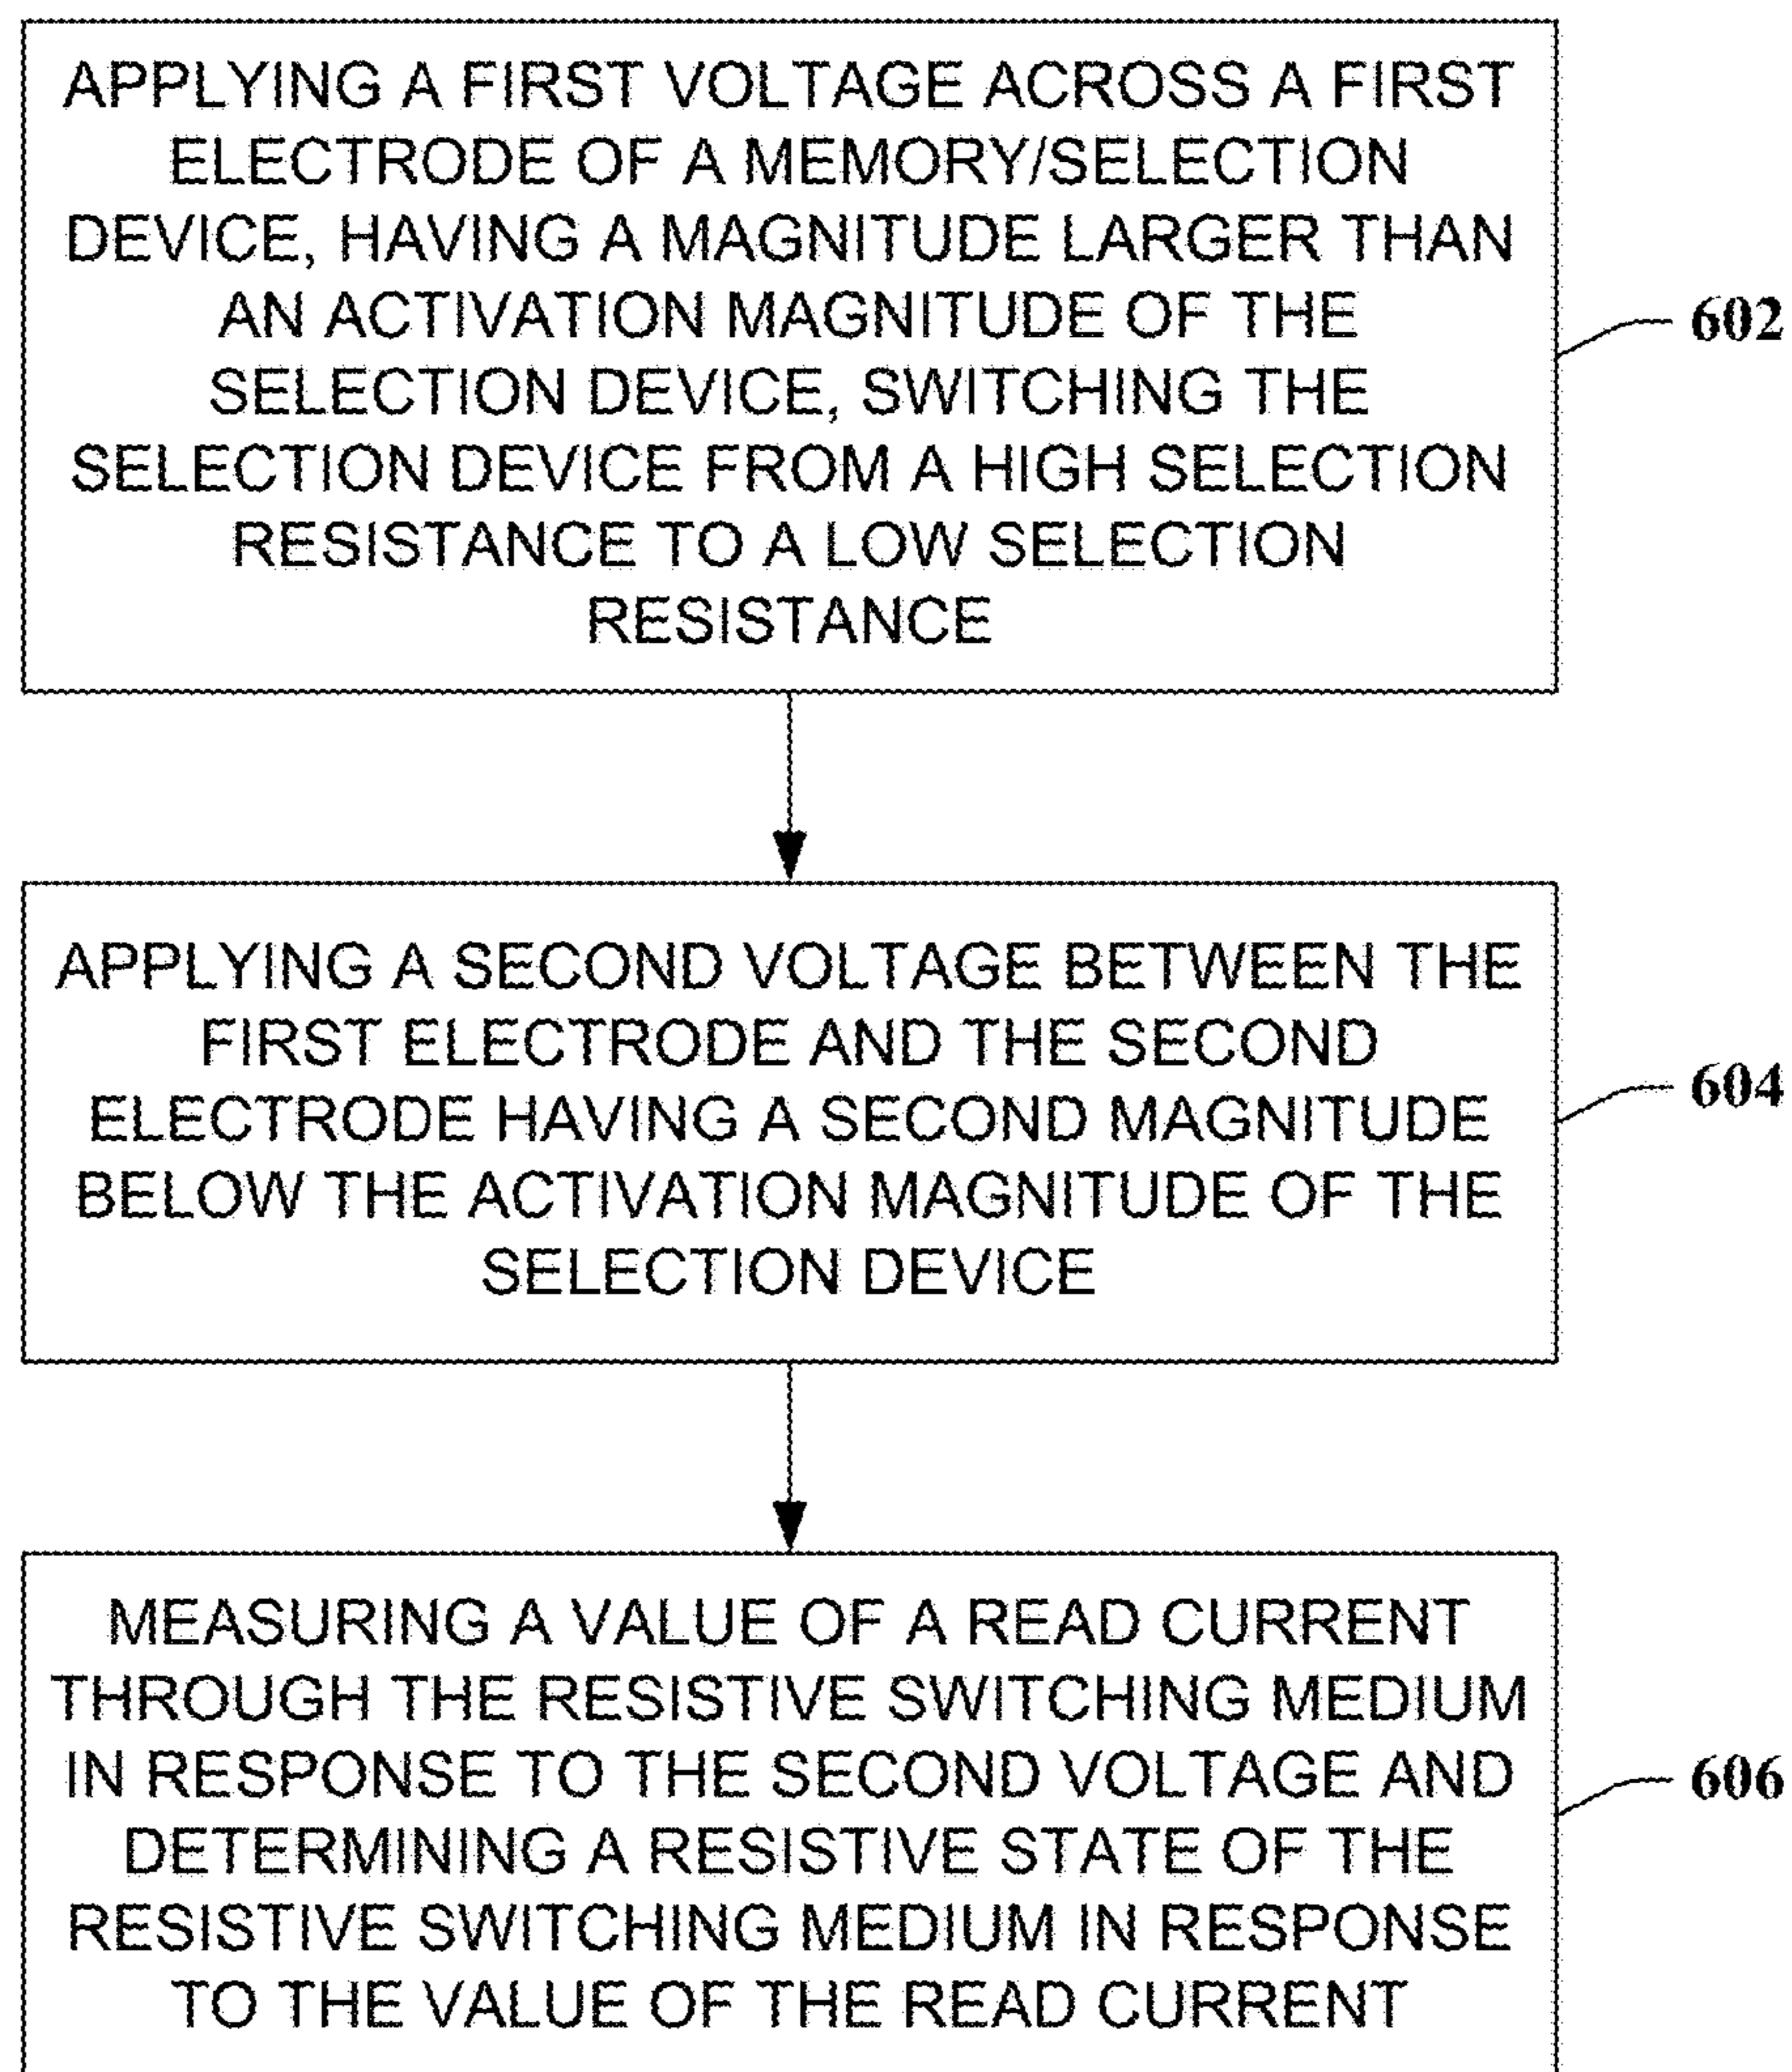 APPLYING A FIRST VOLTAGE ACROSS A FIRST
ELECTRODE OF A MEMORY/SELECTION
DEVICE, HAVING A MAGNITUDE LARGER THAN
AN ACTIVATION MAGNITUDE OF THE
SELECTION DEVICE, SWITCHING THE
SELECTION DEVICE FROM A HIGH SELECTION
RESISTANCE TO A LOW SELECTION
RESISTANCE
602
APPLYING A SECOND VOLTAGE BETWEEN THE
FIRST ELECTRODE AND THE SECOND
ELECTRODE HAVING A SECOND MAGNITUDE
BELOW THE ACTIVATION MAGNITUDE OF THE
SELECTION DEVICE
604
MEASURING A VALUE OF A READ CURRENT
THROUGH THE RESISTIVE SWITCHING MEDIUM
IN RESPONSE TO THE SECOND VOLTAGE AND
DETERMINING A RESISTIVE STATE OF THE
RESISTIVE SWITCHING MEDIUM IN RESPONSE
TO THE VALUE OF THE READ CURRENT
606